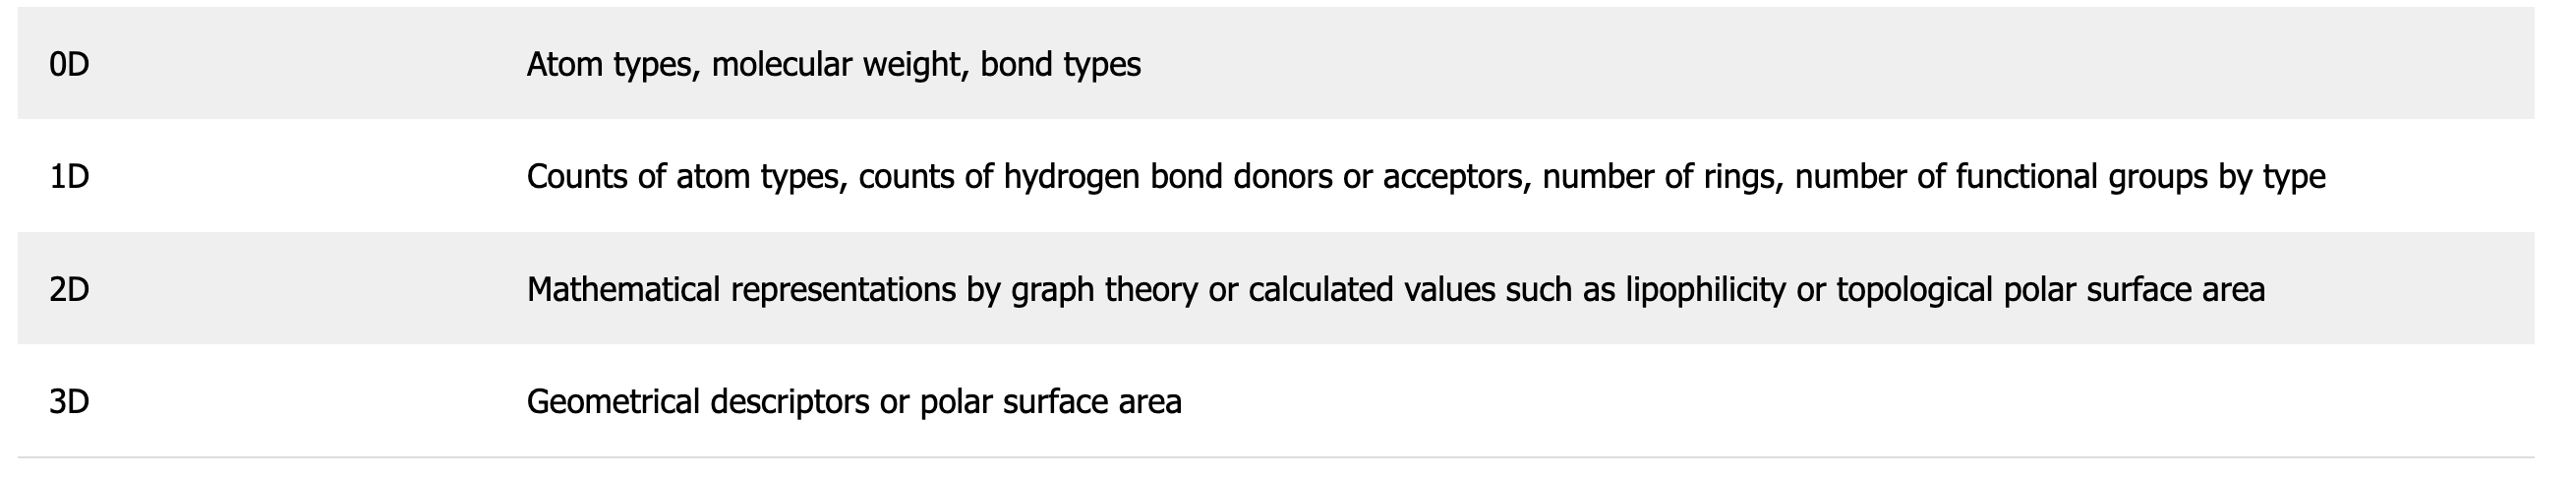 0D Atom types, molecular weight, bond types
1D Counts of atom types, counts of hydrogen bond donors or acceptors, number of rings, number of functional groups by type
2D Mathematical representations by graph theory or calculated values such as lipophilicity or topological polar surface area
3D Geometrical descriptors or polar surface area